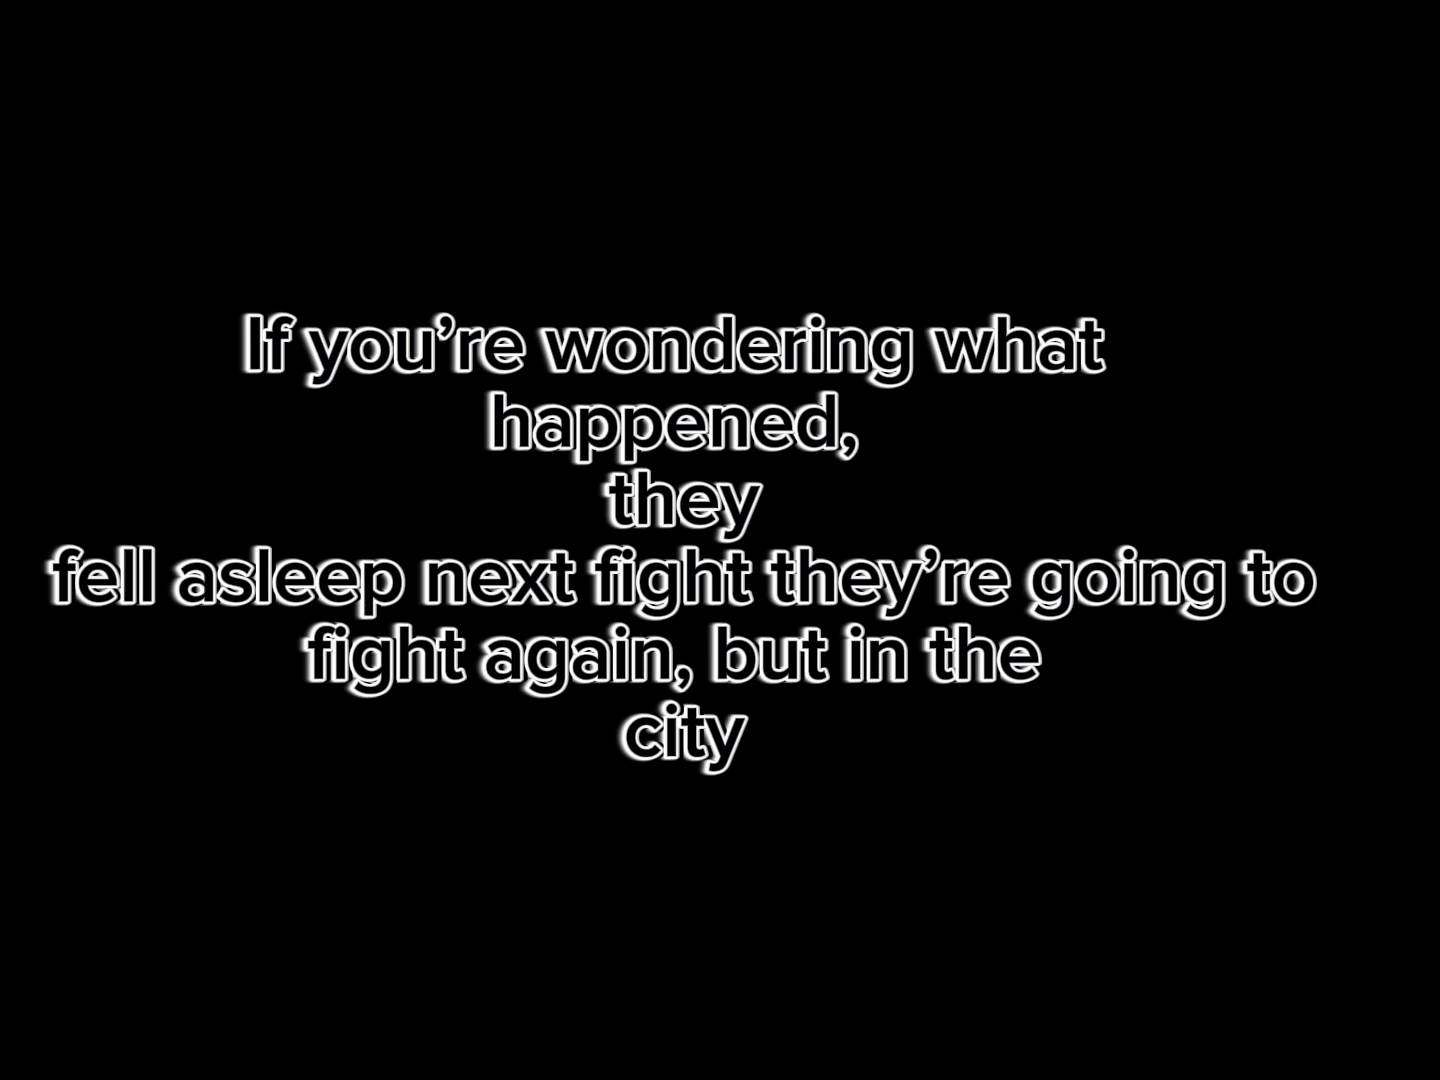 If you’re wondering what
happened,
they
fell asleep next fight they’re going to
fight again, but in the
city